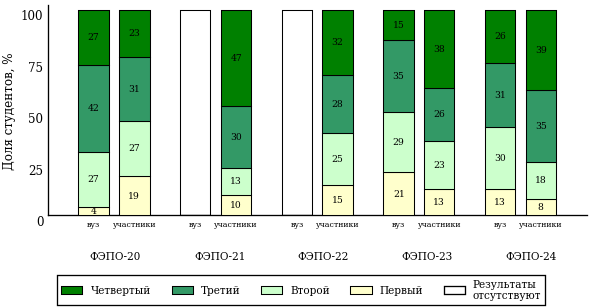 Доля студентов, %
100
75
50
25
0
27 23 47 32 15 38 26 39
42 31 30 28 35 26 31 35
27 27 13 25 29 23 30 18
4 19 10 15 21 13 13 8
вуз участники вуз участники вуз участники вуз участники вуз участники
ФЭПО-20 ФЭПО-21 ФЭПО-22 ФЭПО-23 ФЭПО-24
Четвертый Третий Второй Первый Результаты
отсутствуют